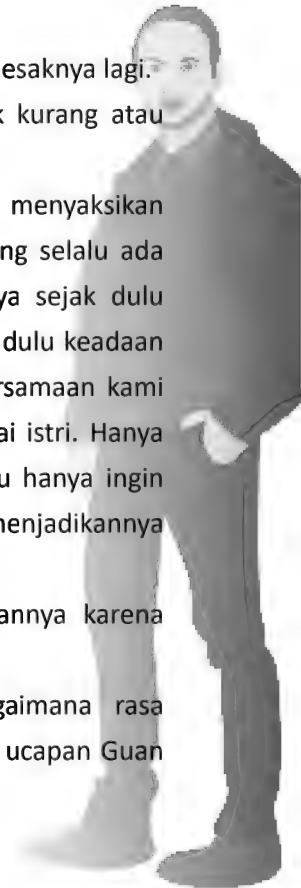 esaknya lagi.
kurang atau
menyaksikan
ng selalu ada
ya sejak dulu
dulu keadaan
rsamaan kami
ai istri. Hanya
u hanya ingin
menjadikannya
annya karena
gaimana rasa
ucapan Guan